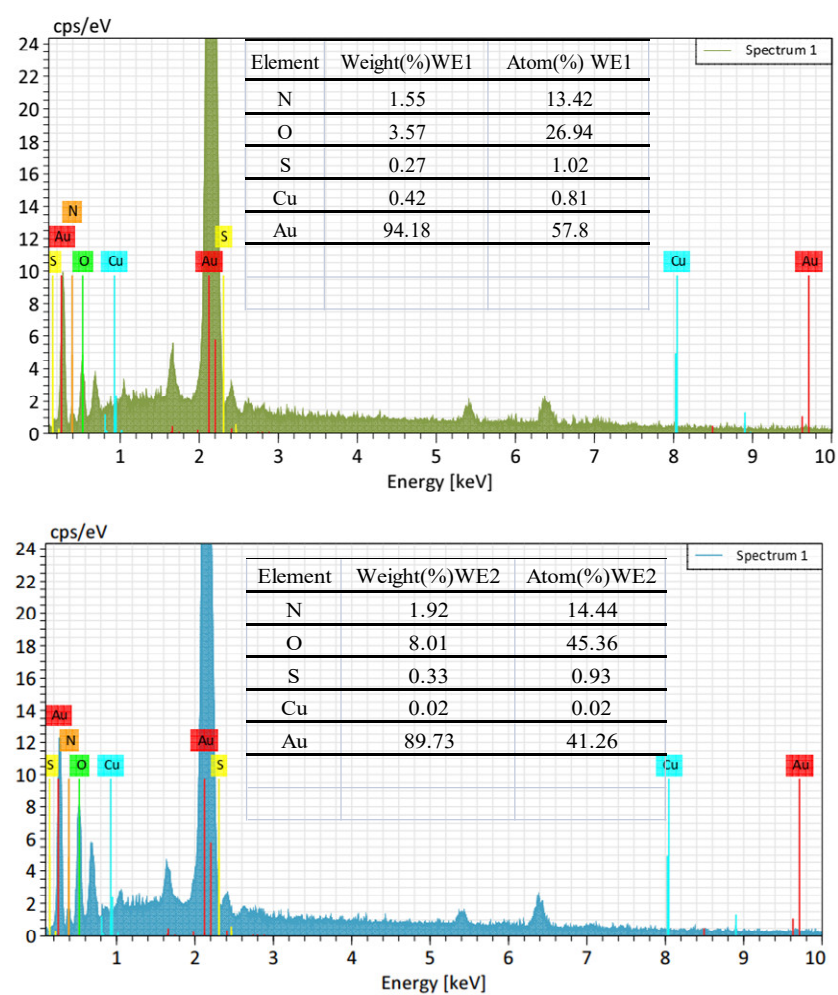 cps/eV
24
22
20
18
16
14
12
10
8
6
4
2
0
Spectrum 1
Element Weight(%)WE1 Atom(%) WE1
N 1.55 13.42
O 3.57 26.94
S 0.27 1.02
Cu 0.42 0.81
Au 94.18 57.8
N
Au S
S O Cu Au Cu Au
1 2 3 4 5 6 7 8 9 10
Energy [keV]
cps/eV
24
22
20
18
16
14
12
10
8
6
4
2
0
Spectrum 1
Element Weight(%)WE2 Atom(%)WE2
N 1.92 14.44
O 8.01 45.36
S 0.33 0.93
Cu 0.02 0.02
Au 89.73 41.26
Au
N Au
S O Cu S Cu Au
1 2 3 4 5 6 7 8 9 10
Energy [keV]